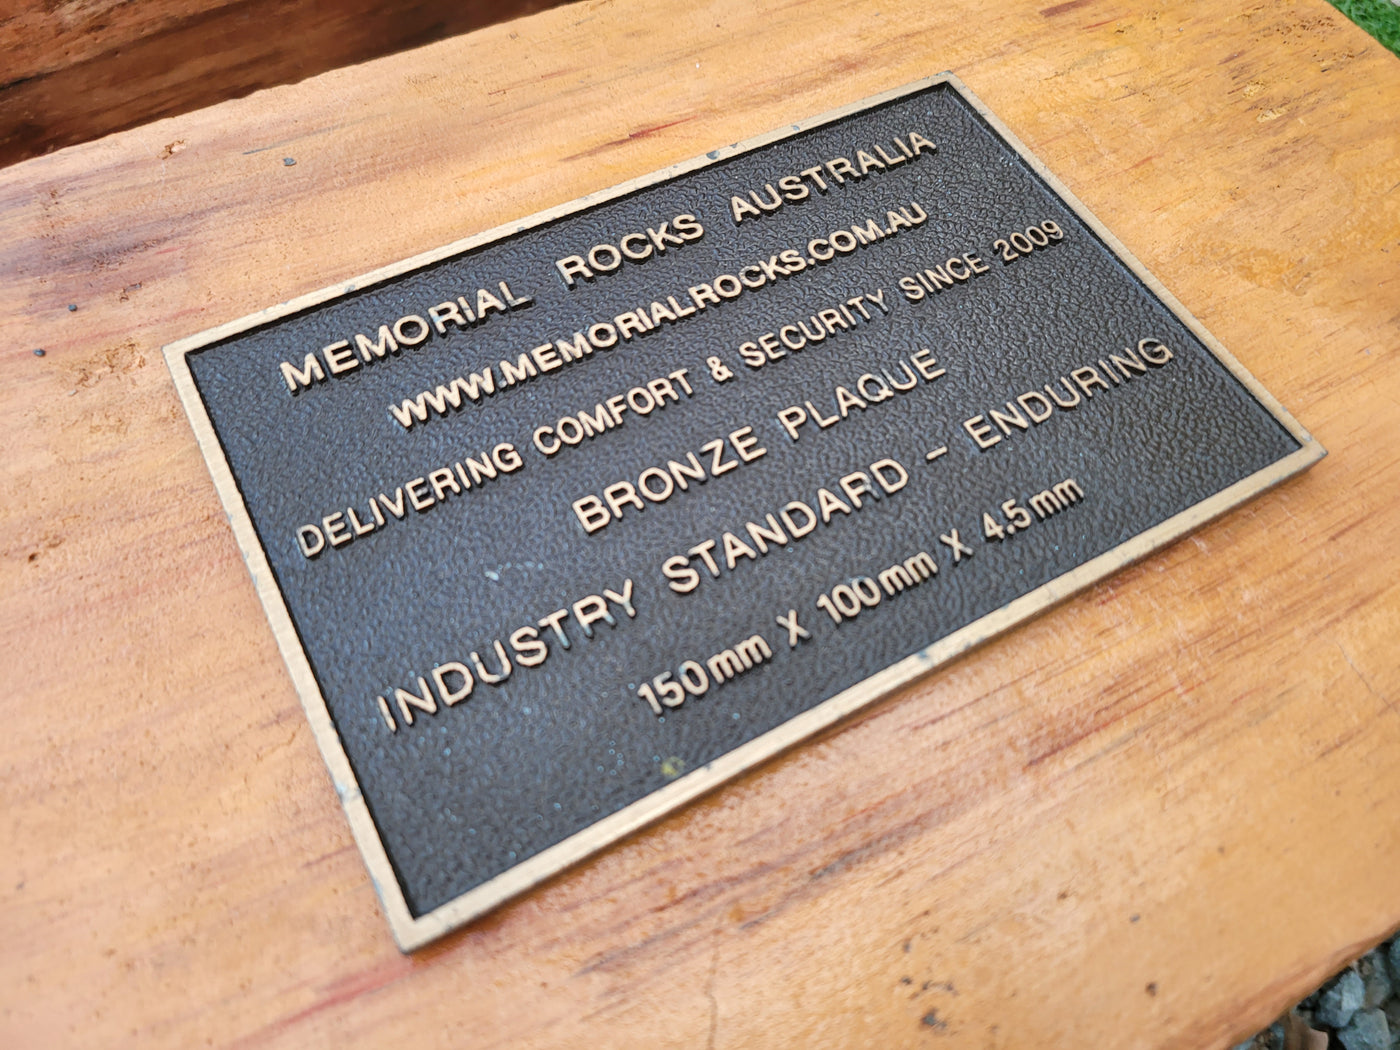 MEMORIAL ROCKS AUSTRALIA
WWW.MEMORIALROCKS.COM.AU
DELIVERING COMFORT & SECURITY SINCE 2009
BRONZE PLAQUE
INDUSTRY STANDARD - ENDURING
150mm X 100mm X 4.5mm